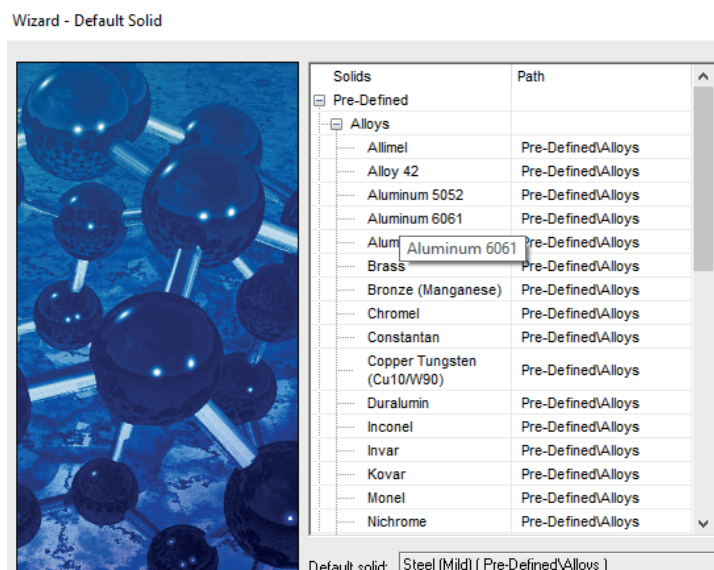 Wizard - Default Solid
Solids Path
Pre-Defined
Alloys
Allimel Pre-Defined\Alloys
Alloy 42 Pre-Defined\Alloys
Aluminum 5052 Pre-Defined\Alloys
Aluminum 6061 Pre-Defined\Alloys
Alum Pre-Defined\Alloys
Aluminum 6061
Brass Pre-Defined\Alloys
Bronze (Manganese) Pre-Defined\Alloys
Chromel Pre-Defined\Alloys
Constantan Pre-Defined\Alloys
Copper Tungsten
(Cu10/W90) Pre-Defined\Alloys
Duralumin Pre-Defined\Alloys
Inconel Pre-Defined\Alloys
Invar Pre-Defined\Alloys
Kovar Pre-Defined\Alloys
Monel Pre-Defined\Alloys
Nichrome Pre-Defined\Alloys
Default solid: Steel (Mild) ( Pre-Defined\Alloys )